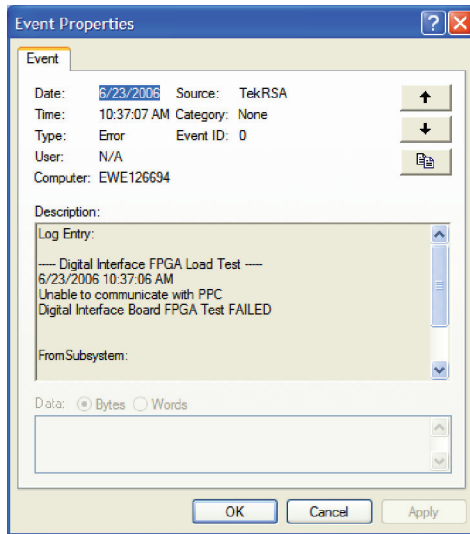 Event Properties
Event
Date: 6/23/2006 Source: TekRSA
Time: 10:37:07 AM Category: None
Type: Error Event ID: 0
User: N/A
Computer: EWE126694
Description:
Log Entry:
----- Digital Interface FPGA Load Test -----
6/23/2006 10:37:06 AM
Unable to communicate with PPC
Digital Interface Board FPGA Test FAILED
FromSubsystem:
Data: Bytes Words
OK Cancel Apply